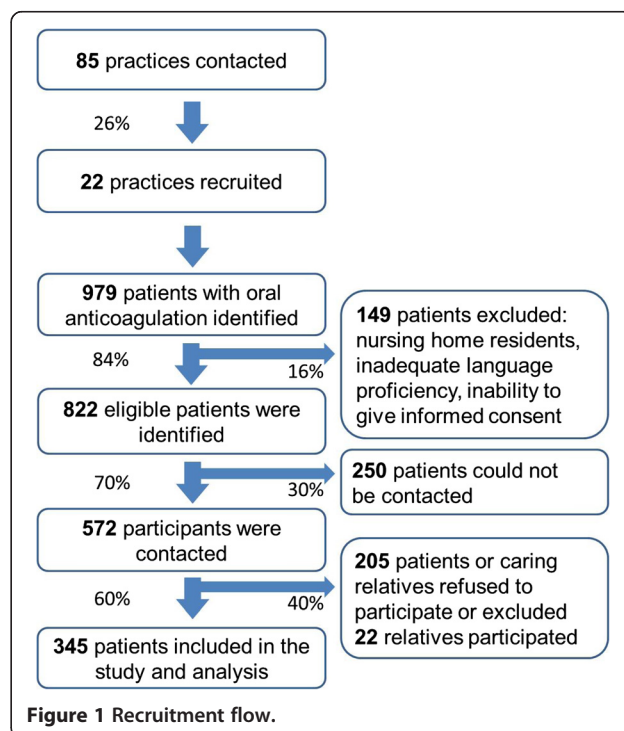 85 practices contacted
26%
22 practices recruited
979 patients with oral
anticoagulation identified
149 patients excluded:
nursing home residents,
inadequate language
proficiency, inability to
give informed consent
84%
16%
822 eligible patients were
identified
250 patients could not
be contacted
70%
30%
572 participants were
contacted
205 patients or caring
relatives refused to
participate or excluded
22 relatives participated
60%
40%
345 patients included in the
study and analysis
Figure 1 Recruitment flow.